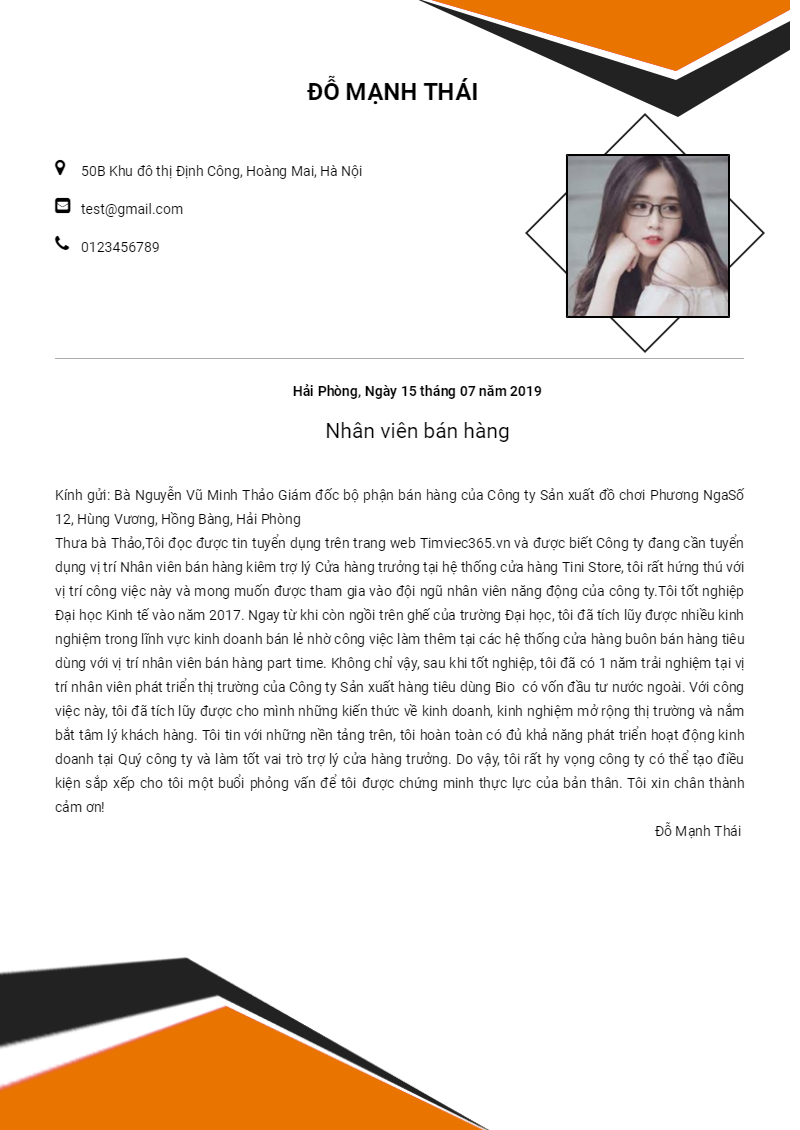 ĐỖ MẠNH THÁI
50B Khu đô thị Định Công, Hoàng Mai, Hà Nội
test@gmail.com
0123456789
Hải Phòng, Ngày 15 tháng 07 năm 2019
Nhân viên bán hàng
Kính gửi: Bà Nguyễn Vũ Minh Thảo Giám đốc bộ phận bán hàng của Công ty Sản xuất đồ chơi Phương NgaSố
12, Hùng Vương, Hồng Bàng, Hải Phòng
Thưa bà Thảo,Tôi đọc được tin tuyển dụng trên trang web Timviec365.vn và được biết Công ty đang cần tuyển
dụng vị trí Nhân viên bán hàng kiêm trợ lý Cửa hàng trưởng tại hệ thống cửa hàng Tini Store, tôi rất hứng thú với
vị trí công việc này và mong muốn được tham gia vào đội ngũ nhân viên năng động của công ty.Tôi tốt nghiệp
Đại học Kinh tế vào năm 2017. Ngay từ khi còn ngồi trên ghế của trường Đại học, tôi đã tích lũy được nhiều kinh
nghiệm trong lĩnh vực kinh doanh bán lẻ nhờ công việc làm thêm tại các hệ thống cửa hàng buôn bán hàng tiêu
dùng với vị trí nhân viên bán hàng part time. Không chỉ vậy, sau khi tốt nghiệp, tôi đã có 1 năm trải nghiệm tại vị
trí nhân viên phát triển thị trường của Công ty Sản xuất hàng tiêu dùng Bio  có vốn đầu tư nước ngoài. Với công
việc này, tôi đã tích lũy được cho mình những kiến thức về kinh doanh, kinh nghiệm mở rộng thị trường và nắm
bắt tâm lý khách hàng. Tôi tin với những nền tảng trên, tôi hoàn toàn có đủ khả năng phát triển hoạt động kinh
doanh tại Quý công ty và làm tốt vai trò trợ lý cửa hàng trưởng. Do vậy, tôi rất hy vọng công ty có thể tạo điều
kiện sắp xếp cho tôi một buổi phỏng vấn để tôi được chứng minh thực lực của bản thân. Tôi xin chân thành
cảm ơn!
Đỗ Mạnh Thái